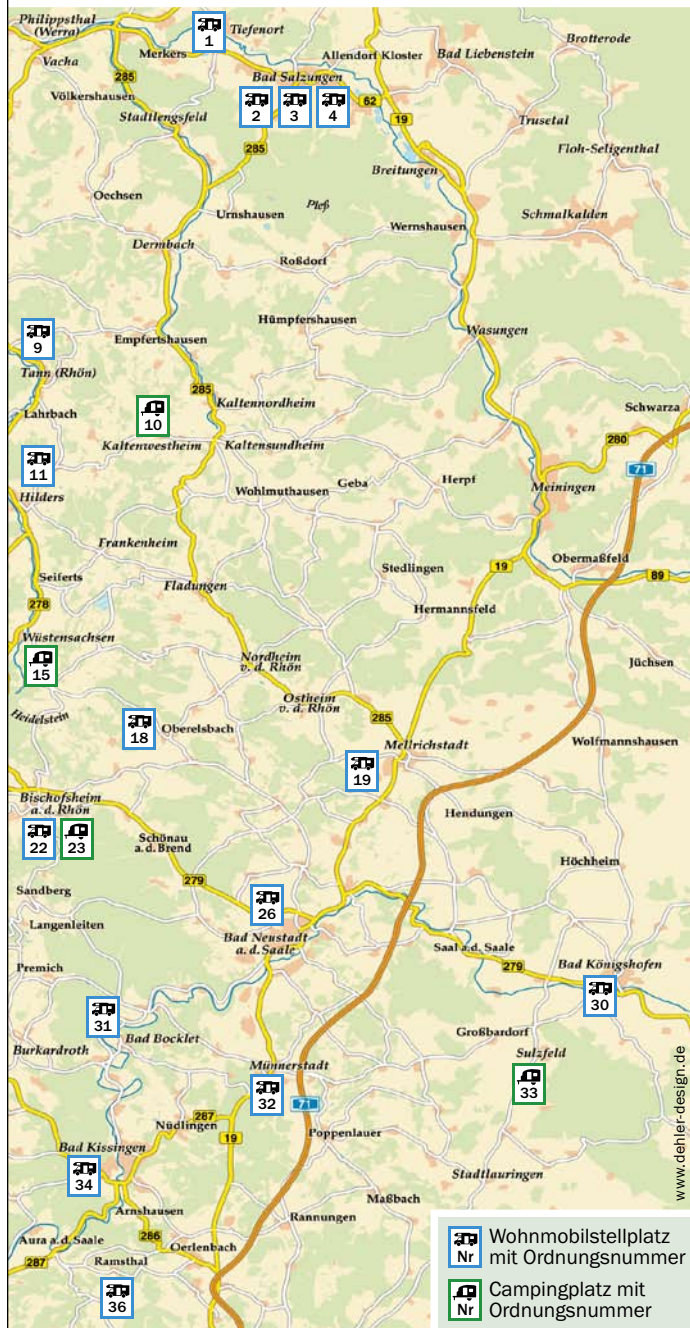 Philippsthal
(Werra)
Tiefenort
1
Merkers
Allendorf Kloster
Bad Liebenstein
Brotterode
Vacha
285
Bad Salzungen
Völkershausen
2
3
4
62
19
Stadtlengsfeld
Trusetal
285
Floh-Seligenthal
Breitungen
Oechsen
Urnshausen
Pleß
Wernshausen
Schmalkalden
Dermbach
Roßdorf
Hümpfershausen
9
Empfertshausen
Wasungen
Tann (Rhön)
285
Kaltennordheim
Lahrbach
10
Schwarza
Kaltenwestheim
Kaltensundheim
280
71
11
Geba
Herpf
Hilders
Wohlmuthausen
Meiningen
Frankenheim
Stedlingen
19
Obermaßfeld
Seiferts
Fladungen
89
278
Hermannsfeld
Wüstensachsen
15
Nordheim
v. d. Rhön
Jüchsen
Ostheim
v. d. Rhön
Heidelstein
18
Oberelsbach
285
Mellrichstadt
Wolfmannshausen
19
Bischofsheim
a. d. Rhön
22
23
Schönau
a. d. Brend
Hendungen
Höchheim
279
Sandberg
26
Langenleiten
Bad Neustadt
a. d. Saale
Saal a.d. Saale
279
Bad Königshofen
Premich
30
31
Bad Bocklet
Großbardorf
Burkardroth
Sulzfeld
Münnerstadt
33
32
71
287
Nüdlingen
19
Poppenlauer
Bad Kissingen
34
Stadtlauringen
Maßbach
Arnshausen
Rannungen
286
Aura a.d. Saale
Oerlenbach
287
Ramsthal
36
www.dehler-design.de
Nr
Wohnmobilstellplatz
mit Ordnungsnummer
Nr
Campingplatz mit
Ordnungsnummer